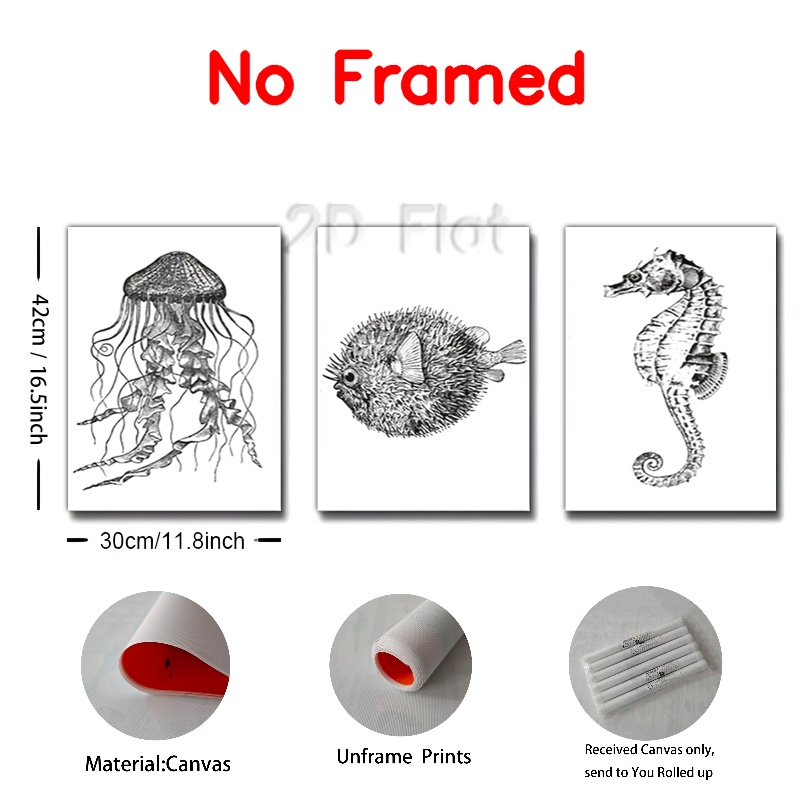 No Framed
2D Flat
42cm / 16.5inch
30cm/11.8inch
Material:Canvas
Unframe Prints
Received Canvas only,
send to You Rolled up